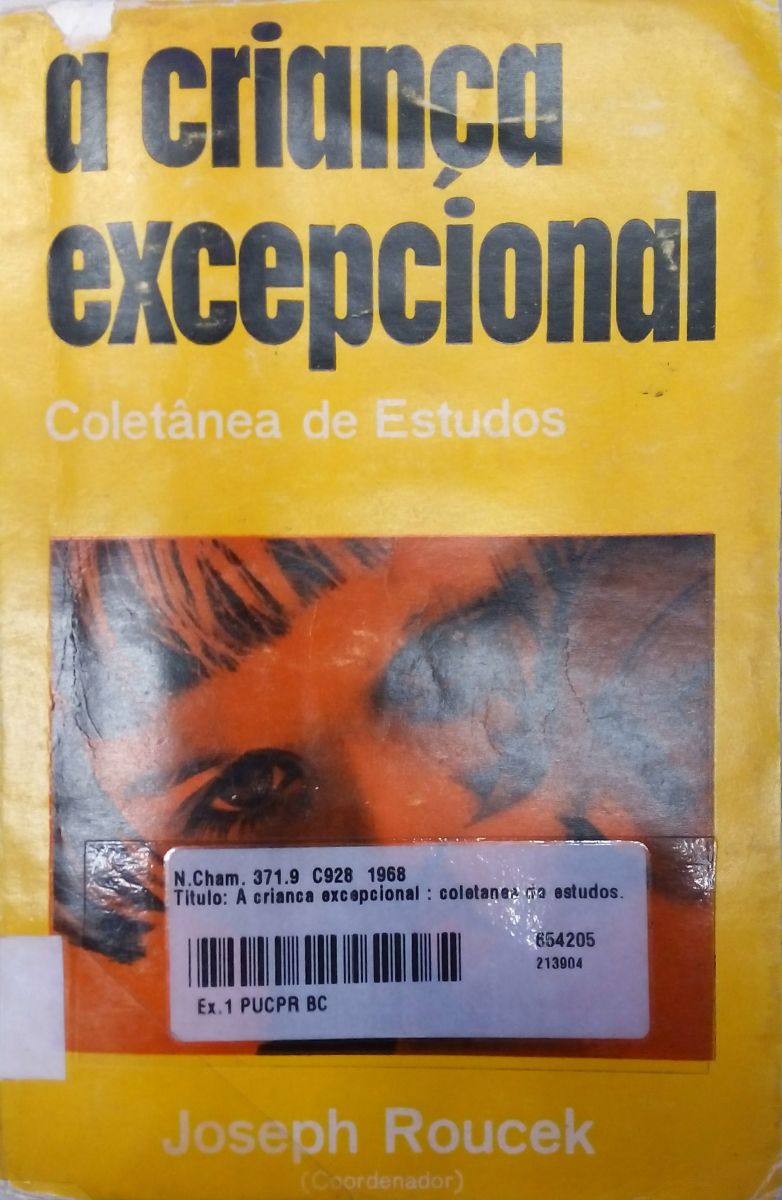 a criança
excepcional
Coletânea de Estudos
N.Cham. 371.9 C928 1968
Titulo: A crianca excepcional : coletanea de estudos.
654205
213904
Ex.1 PUCPR BC
Joseph Roucek
(Coordenador)